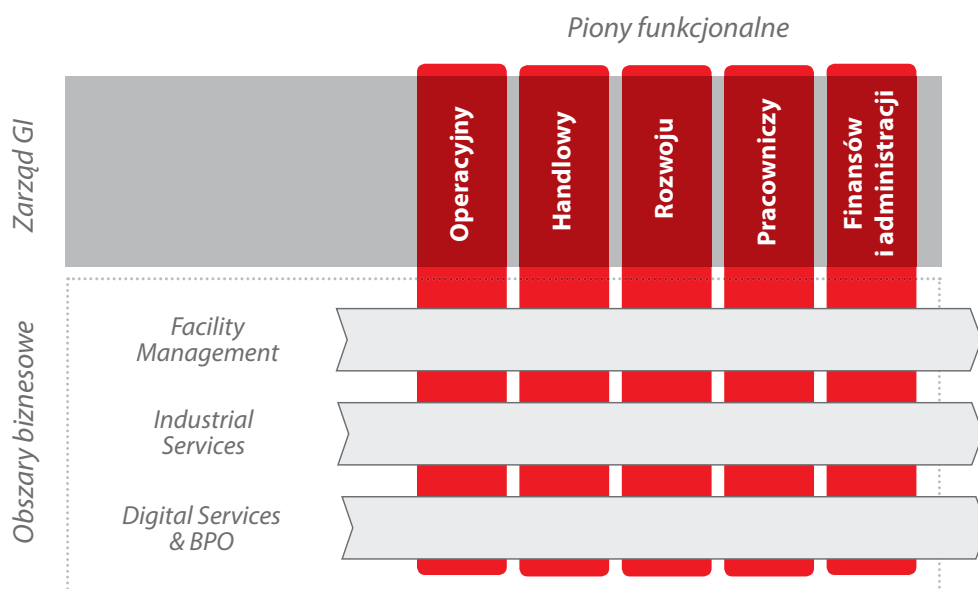 Piony funkcjonalne
Zarząd GI
Operacyjny
Handlowy
Rozwoju
Pracowniczy
Finansów
i administracji
Obszary biznesowe
Facility
Management
Industrial
Services
Digital Services
& BPO